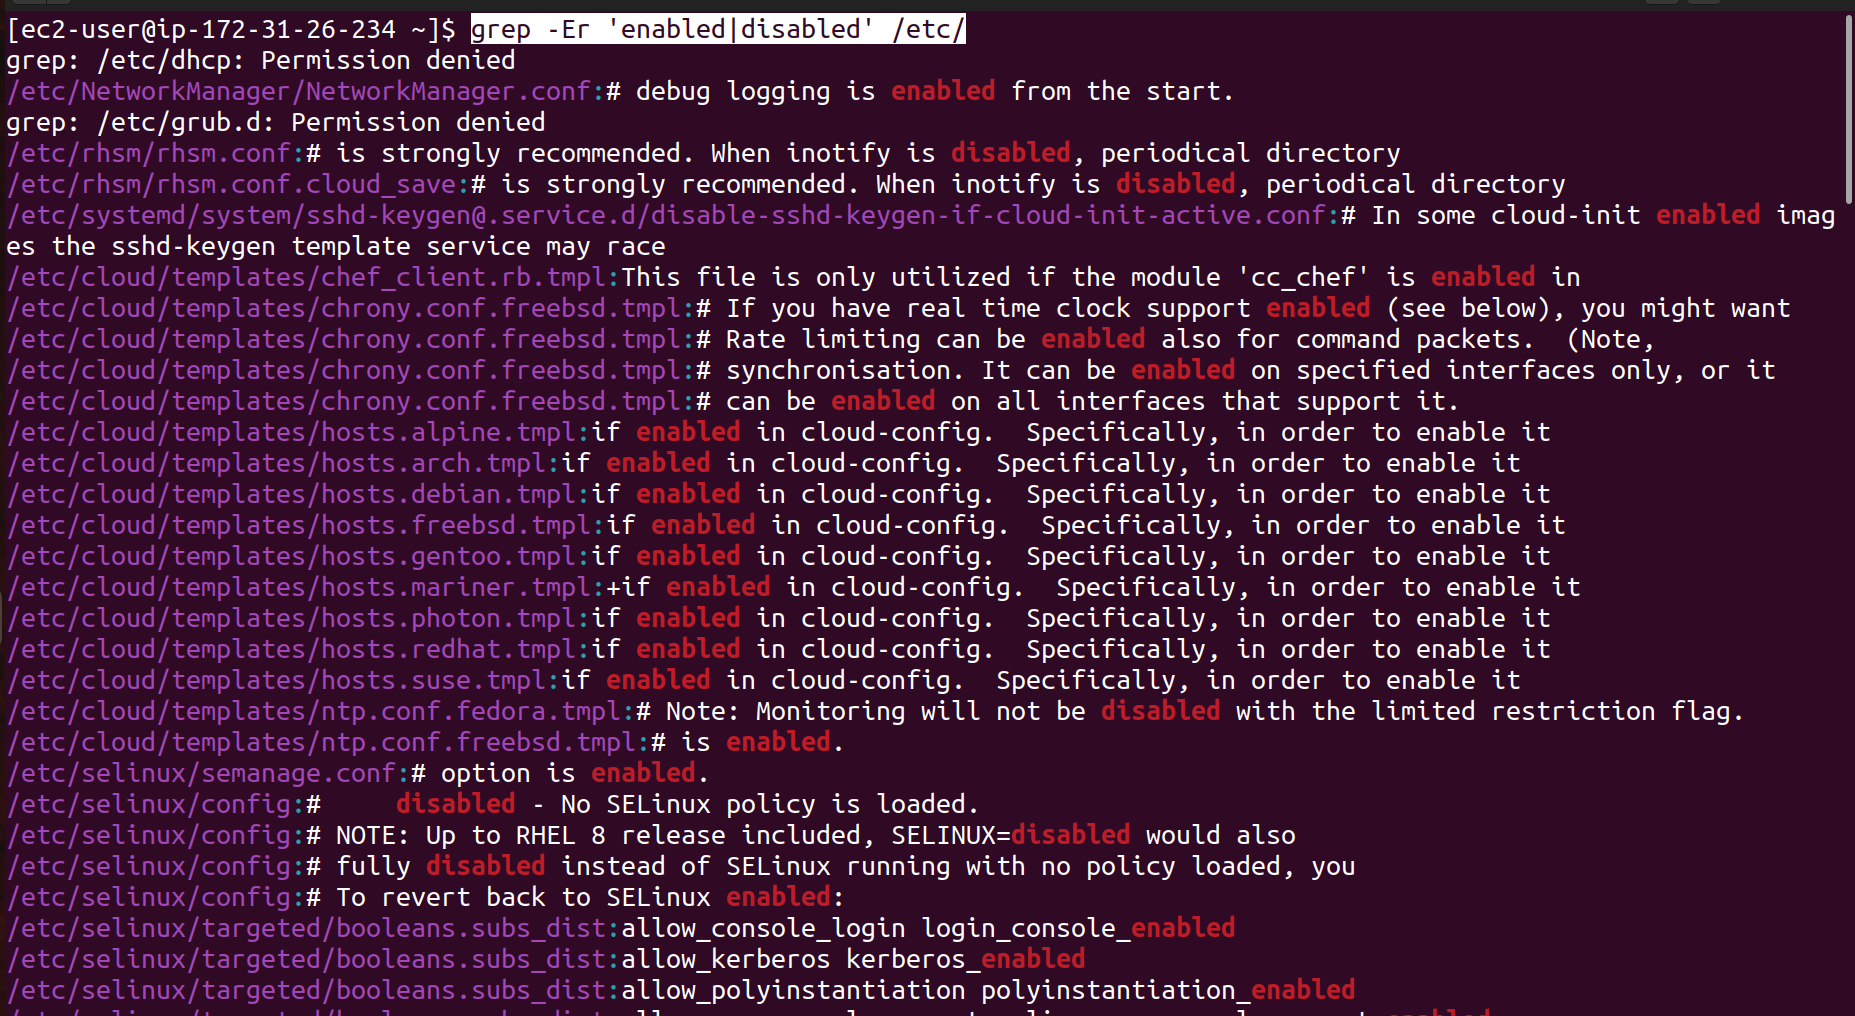 [ec2-user@ip-172-31-26-234 ~]$ grep -Er 'enabled|disabled' /etc/
grep: /etc/dhcp: Permission denied
/etc/NetworkManager/NetworkManager.conf:# debug logging is enabled from the start.
grep: /etc/grub.d: Permission denied
/etc/rhsm/rhsm.conf:# is strongly recommended. When inotify is disabled, periodical directory
/etc/rhsm/rhsm.conf.cloud_save:# is strongly recommended. When inotify is disabled, periodical directory
/etc/systemd/system/sshd-keygen@.service.d/disable-sshd-keygen-if-cloud-init-active.conf:# In some cloud-init enabled imag
es the sshd-keygen template service may race
/etc/cloud/templates/chef_client.rb.tmpl:This file is only utilized if the module 'cc_chef' is enabled in
/etc/cloud/templates/chrony.conf.freebsd.tmpl:# If you have real time clock support enabled (see below), you might want
/etc/cloud/templates/chrony.conf.freebsd.tmpl:# Rate limiting can be enabled also for command packets.  (Note,
/etc/cloud/templates/chrony.conf.freebsd.tmpl:# synchronisation. It can be enabled on specified interfaces only, or it
/etc/cloud/templates/chrony.conf.freebsd.tmpl:# can be enabled on all interfaces that support it.
/etc/cloud/templates/hosts.alpine.tmpl:if enabled in cloud-config.  Specifically, in order to enable it
/etc/cloud/templates/hosts.arch.tmpl:if enabled in cloud-config.  Specifically, in order to enable it
/etc/cloud/templates/hosts.debian.tmpl:if enabled in cloud-config.  Specifically, in order to enable it
/etc/cloud/templates/hosts.freebsd.tmpl:if enabled in cloud-config.  Specifically, in order to enable it
/etc/cloud/templates/hosts.gentoo.tmpl:if enabled in cloud-config.  Specifically, in order to enable it
/etc/cloud/templates/hosts.mariner.tmpl:+if enabled in cloud-config.  Specifically, in order to enable it
/etc/cloud/templates/hosts.photon.tmpl:if enabled in cloud-config.  Specifically, in order to enable it
/etc/cloud/templates/hosts.redhat.tmpl:if enabled in cloud-config.  Specifically, in order to enable it
/etc/cloud/templates/hosts.suse.tmpl:if enabled in cloud-config.  Specifically, in order to enable it
/etc/cloud/templates/ntp.conf.fedora.tmpl:# Note: Monitoring will not be disabled with the limited restriction flag.
/etc/cloud/templates/ntp.conf.freebsd.tmpl:# is enabled.
/etc/selinux/semanage.conf:# option is enabled.
/etc/selinux/config:#     disabled - No SELinux policy is loaded.
/etc/selinux/config:# NOTE: Up to RHEL 8 release included, SELINUX=disabled would also
/etc/selinux/config:# fully disabled instead of SELinux running with no policy loaded, you
/etc/selinux/config:# To revert back to SELinux enabled:
/etc/selinux/targeted/booleans.subs_dist:allow_console_login login_console_enabled
/etc/selinux/targeted/booleans.subs_dist:allow_kerberos kerberos_enabled
/etc/selinux/targeted/booleans.subs_dist:allow_polyinstantiation polyinstantiation_enabled